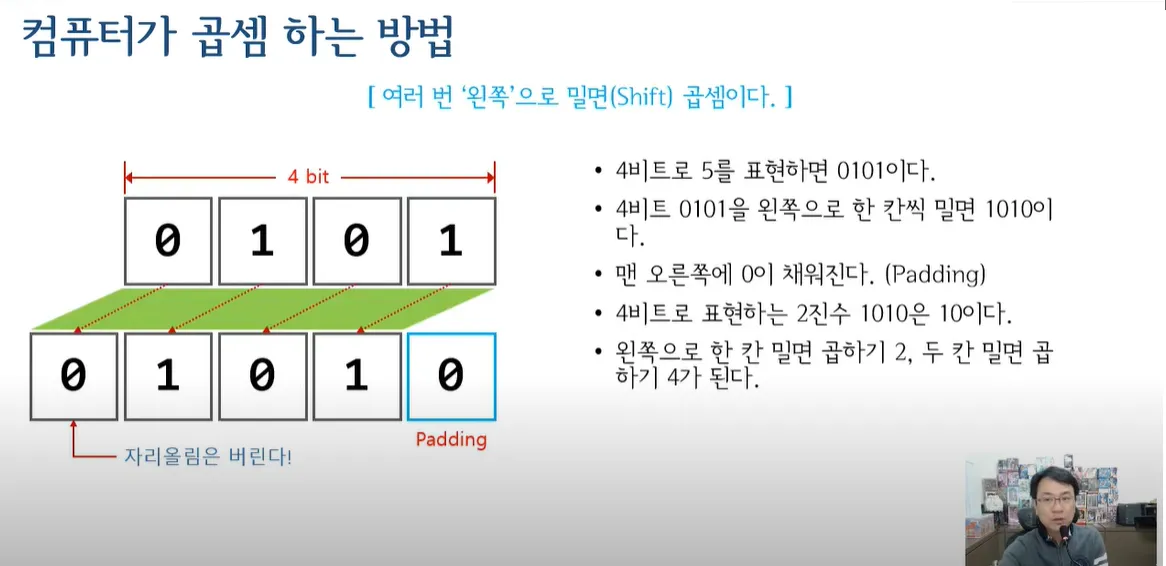 컴퓨터가 곱셈 하는 방법
[ 여러 번 ‘왼쪽’으로 밀면(Shift) 곱셈이다. ]
4 bit
0 1 0 1
0 1 0 1 0
Padding
자리올림은 버린다!
• 4비트로 5를 표현하면 0101이다.
• 4비트 0101을 왼쪽으로 한 칸씩 밀면 1010이
다.
• 맨 오른쪽에 0이 채워진다. (Padding)
• 4비트로 표현하는 2진수 1010은 10이다.
• 왼쪽으로 한 칸 밀면 곱하기 2, 두 칸 밀면 곱
하기 4가 된다.